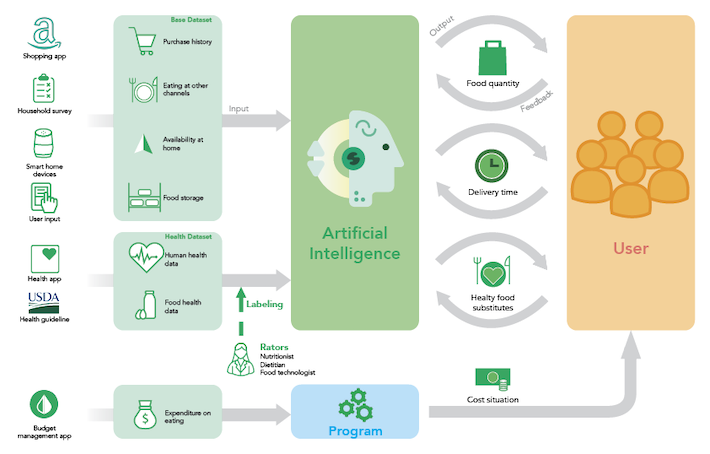 Base Dataset
Shopping app
Purchase history
Household survey
Eating at other
channels
Smart home
devices
Availability at
home
User input
Food storage
Input
Health Dataset
Health app
Human health
data
USDA
Health guideline
Food health
data
Labeling
Rators
Nutritionist
Dietitian
Food technologist
Budget
management app
Expenditure on
eating
$
Artificial
Intelligence
Program
Output
Food quantity
Feedback
Delivery time
Healty food
substitutes
Cost situation
User